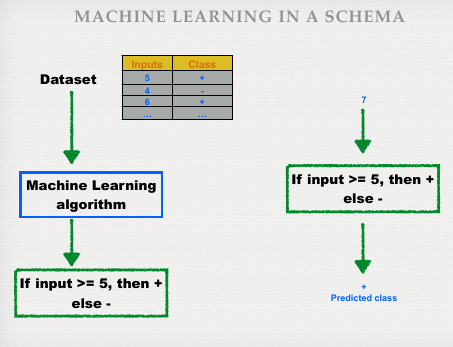 MACHINE LEARNING IN A SCHEMA
Dataset
Inputs Class
5 +
4 -
6 +
... ...
Machine Learning
algorithm
If input >= 5, then +
else -
7
If input >= 5, then +
else -
+
Predicted class